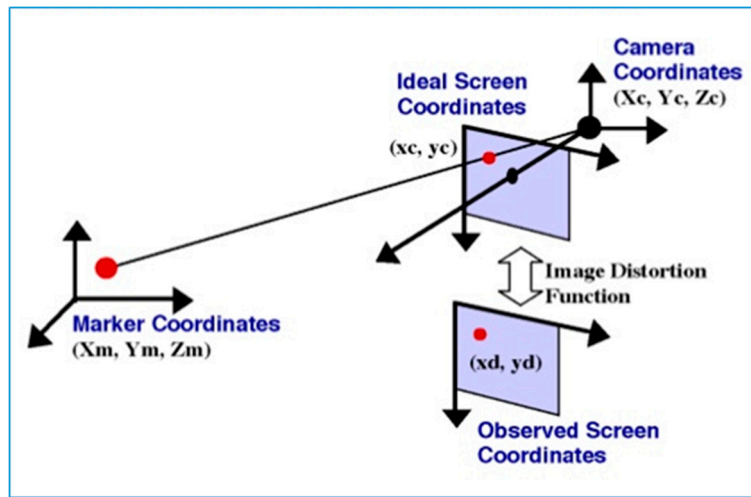 Camera
Coordinates
(Xc, Yc, Zc)
Ideal Screen
Coordinates
(xc, yc)
Marker Coordinates
(Xm, Ym, Zm)
Image Distortion
Function
(xd, yd)
Observed Screen
Coordinates